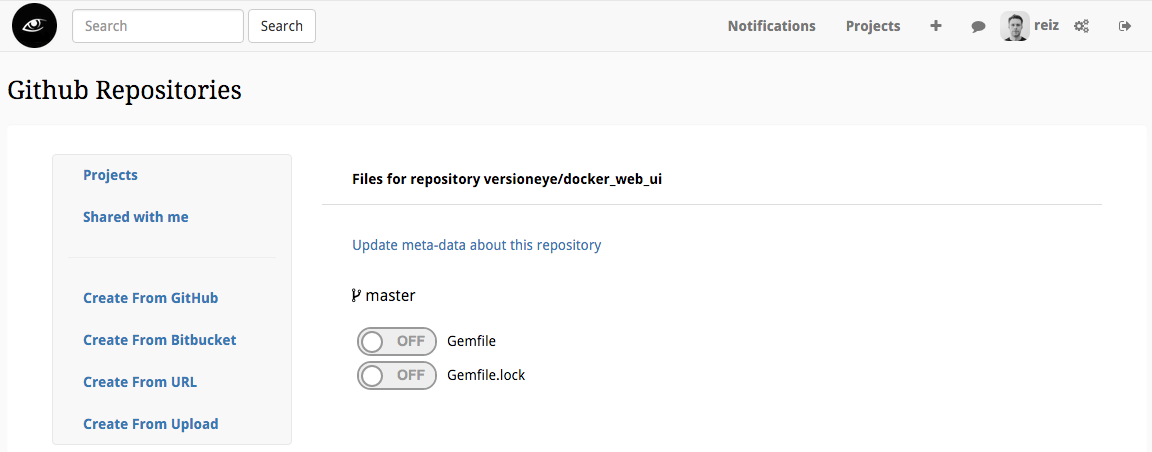 Search
Search
Notifications
Projects
reiz
Github Repositories
Projects
Shared with me
Create From GitHub
Create From Bitbucket
Create From URL
Create From Upload
Files for repository versioneye/docker_web_ui
Update meta-data about this repository
master
OFF Gemfile
OFF Gemfile.lock